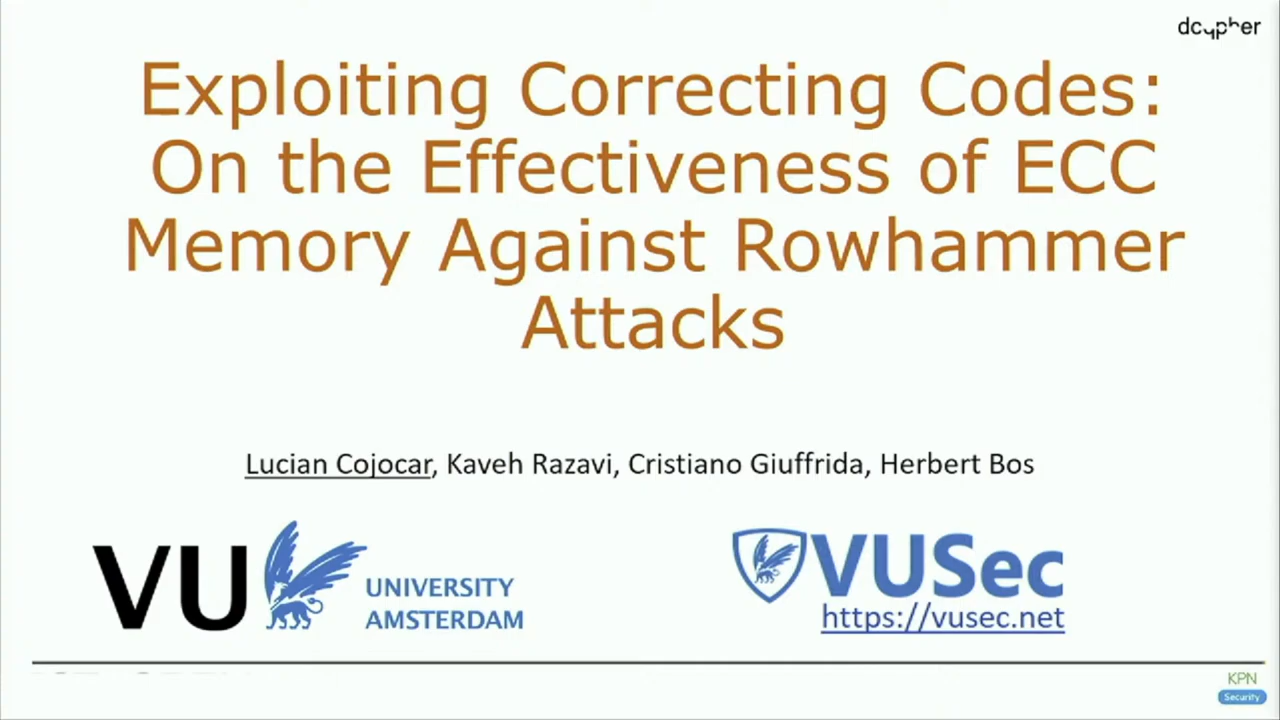 dcypher
Exploiting Correcting Codes:
On the Effectiveness of ECC
Memory Against Rowhammer
Attacks
Lucian Cojocar, Kaveh Razavi, Cristiano Giuffrida, Herbert Bos
VU UNIVERSITY
AMSTERDAM
VUSec
https://vusec.net
KPN
Security